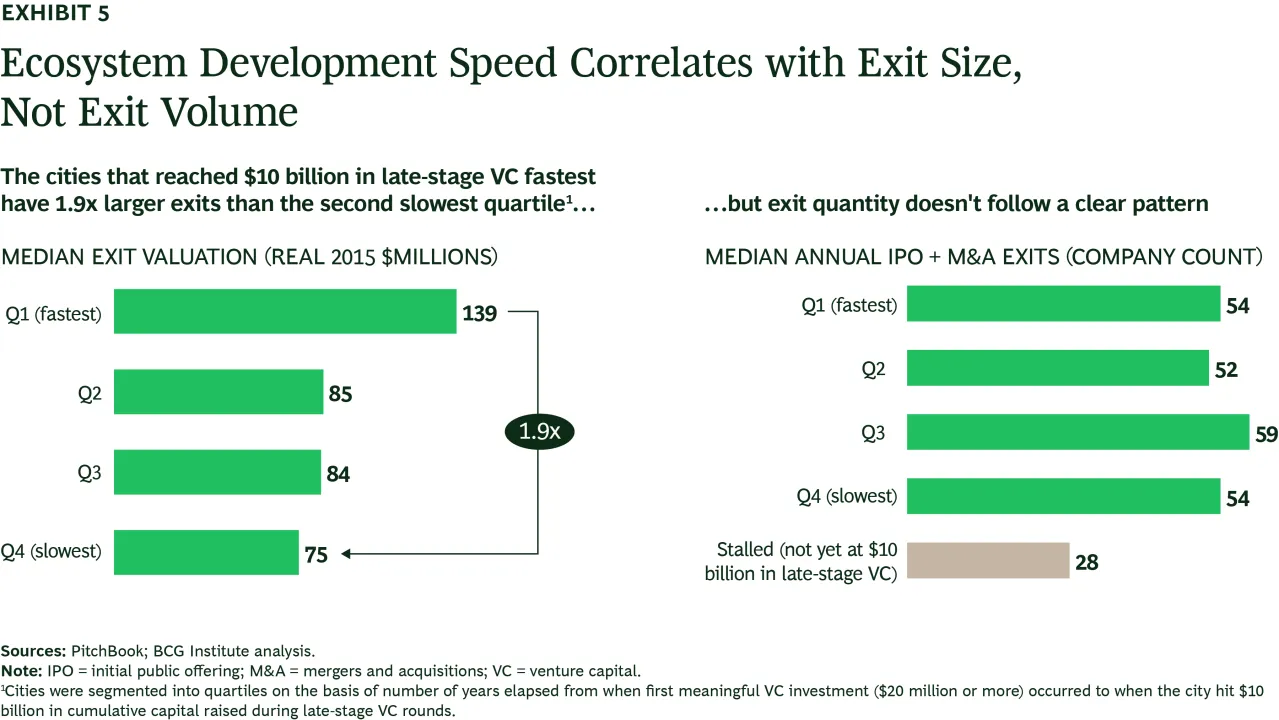 EXHIBIT 5
Ecosystem Development Speed Correlates with Exit Size,
Not Exit Volume
The cities that reached $10 billion in late-stage VC fastest
have 1.9x larger exits than the second slowest quartile¹…
MEDIAN EXIT VALUATION (REAL 2015 $MILLIONS)
Q1 (fastest) 139
Q2 85
1.9x
Q3 84
Q4 (slowest) 75
…but exit quantity doesn't follow a clear pattern
MEDIAN ANNUAL IPO + M&A EXITS (COMPANY COUNT)
Q1 (fastest) 54
Q2 52
Q3 59
Q4 (slowest) 54
Stalled (not yet at $10
billion in late-stage VC) 28
Sources: PitchBook; BCG Institute analysis.
Note: IPO = initial public offering; M&A = mergers and acquisitions; VC = venture capital.
¹Cities were segmented into quartiles on the basis of number of years elapsed from when first meaningful VC investment ($20 million or more) occurred to when the city hit $10
billion in cumulative capital raised during late-stage VC rounds.